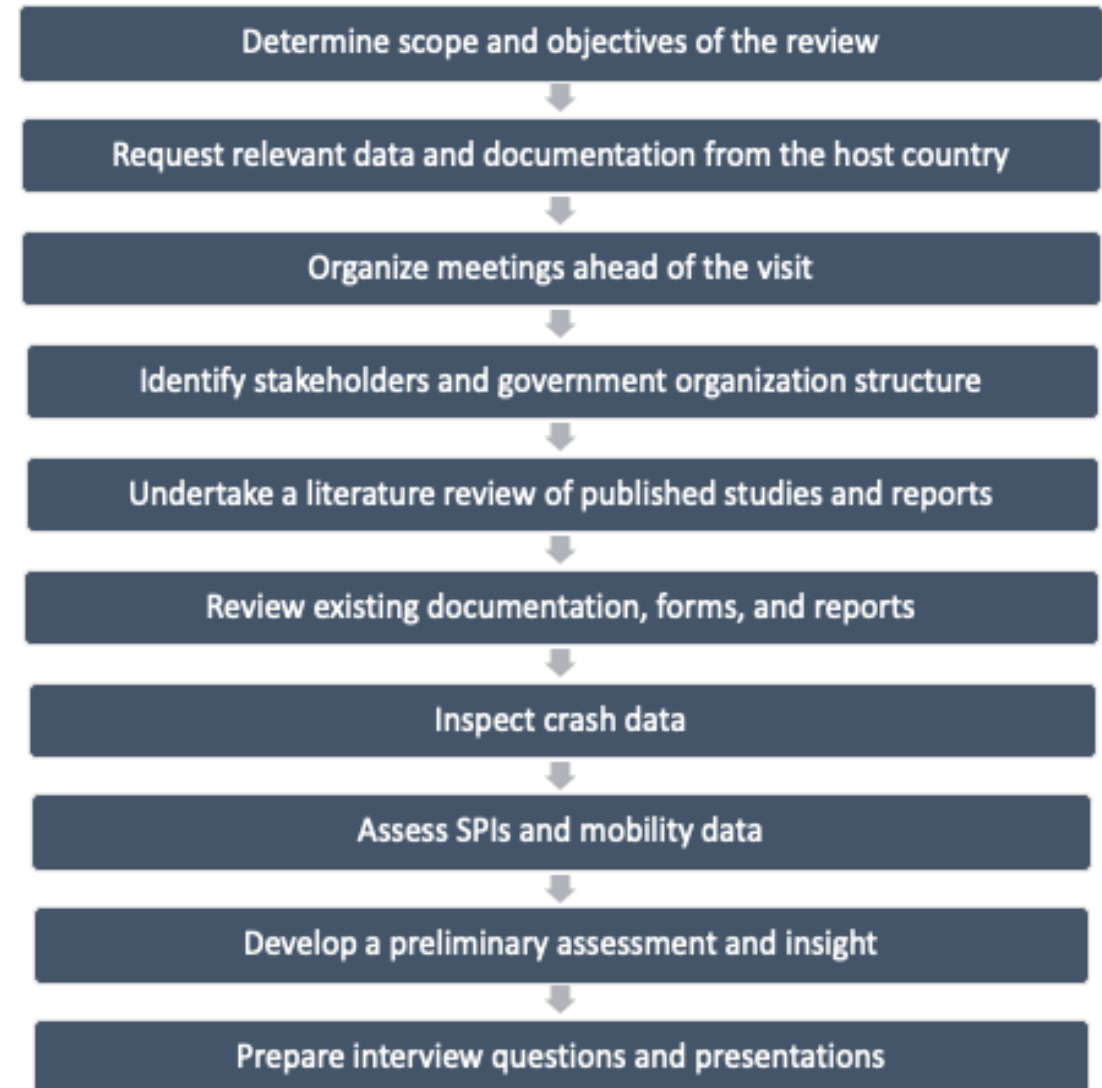 Determine scope and objectives of the review
Request relevant data and documentation from the host country
Organize meetings ahead of the visit
Identify stakeholders and government organization structure
Undertake a literature review of published studies and reports
Review existing documentation, forms, and reports
Inspect crash data
Assess SPIs and mobility data
Develop a preliminary assessment and insight
Prepare interview questions and presentations